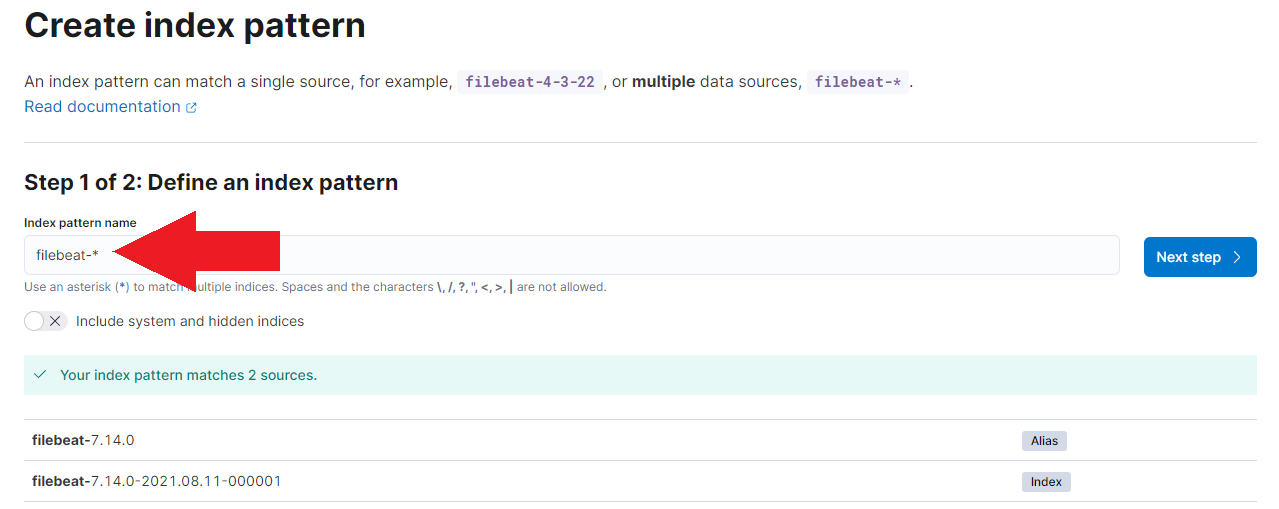 Create index pattern
An index pattern can match a single source, for example, filebeat-4-3-22 , or multiple data sources, filebeat-* .
Read documentation
Step 1 of 2: Define an index pattern
Index pattern name
filebeat-*
Next step
Use an asterisk (*) to match multiple indices. Spaces and the characters \, /, ?, ", <, >, | are not allowed.
Include system and hidden indices
Your index pattern matches 2 sources.
filebeat-7.14.0 Alias
filebeat-7.14.0-2021.08.11-000001 Index